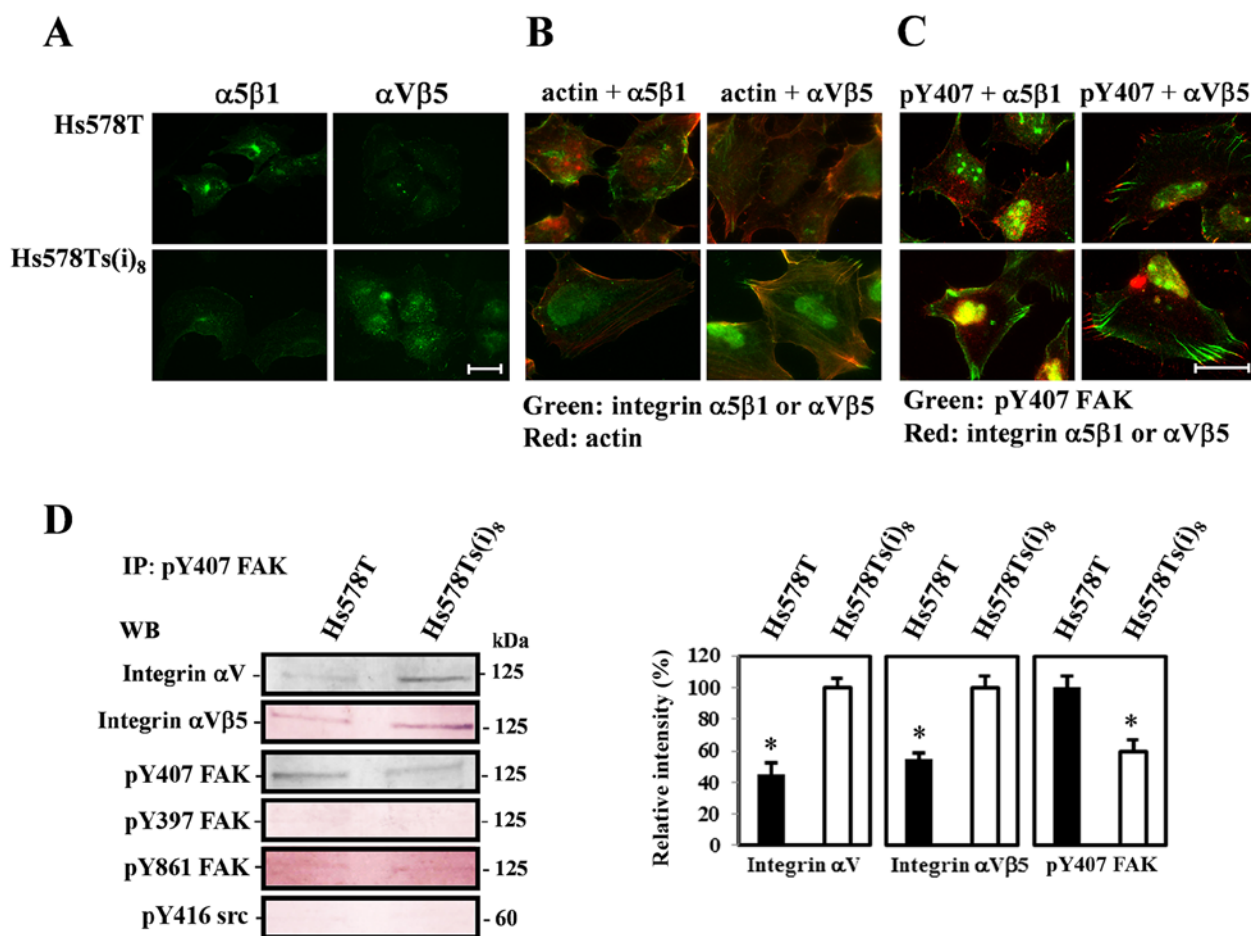 A
B
C
α5β1 αVβ5
actin + α5β1 actin + αVβ5
pY407 + α5β1 pY407 + αVβ5
Hs578T
Hs578Ts(i)₈
Green: integrin α5β1 or αVβ5
Red: actin
Green: pY407 FAK
Red: integrin α5β1 or αVβ5
D
IP: pY407 FAK
WB
Hs578T
Hs578Ts(i)₈
kDa
Integrin αV - 125
Integrin αVβ5 - 125
pY407 FAK - 125
pY397 FAK - 125
pY861 FAK - 125
pY416 src - 60
Hs578T
Hs578Ts(i)₈
Hs578T
Hs578Ts(i)₈
Hs578T
Hs578Ts(i)₈
Relative intensity (%)
120
100
80
60
40
20
0
*
*
*
Integrin αV
Integrin αVβ5
pY407 FAK